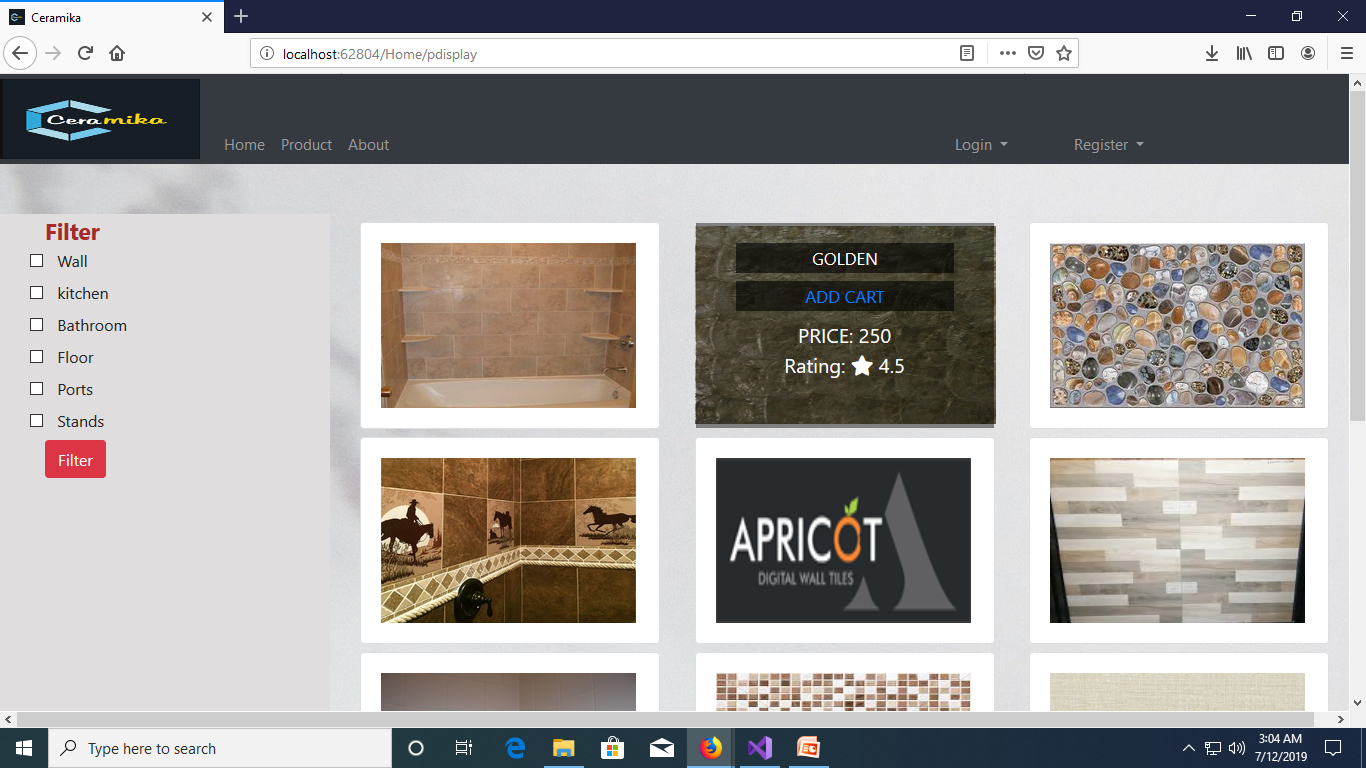 Ceramika
localhost:62804/Home/pdisplay
Ceramika
Home Product About Login Register
Filter
Wall
kitchen
Bathroom
Floor
Ports
Stands
Filter
GOLDEN
ADD CART
PRICE: 250
Rating: 4.5
APRICOT
DIGITAL WALL TILES
Type here to search
3:04 AM
7/12/2019